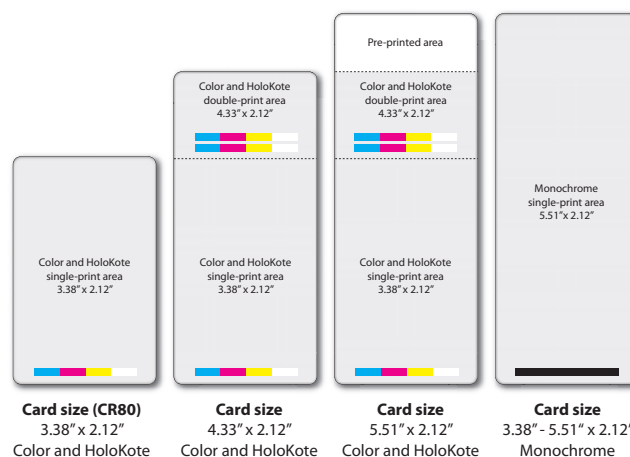 Color and HoloKote
single-print area
3.38” x 2.12”
Card size (CR80)
3.38” x 2.12”
Color and HoloKote
Color and HoloKote
double-print area
4.33” x 2.12”
Color and HoloKote
single-print area
3.38” x 2.12”
Card size
4.33” x 2.12”
Color and HoloKote
Pre-printed area
Color and HoloKote
double-print area
4.33” x 2.12”
Color and HoloKote
single-print area
3.38” x 2.12”
Card size
5.51” x 2.12”
Color and HoloKote
Monochrome
single-print area
5.51”x 2.12”
Card size
3.38” - 5.51“ x 2.12”
Monochrome